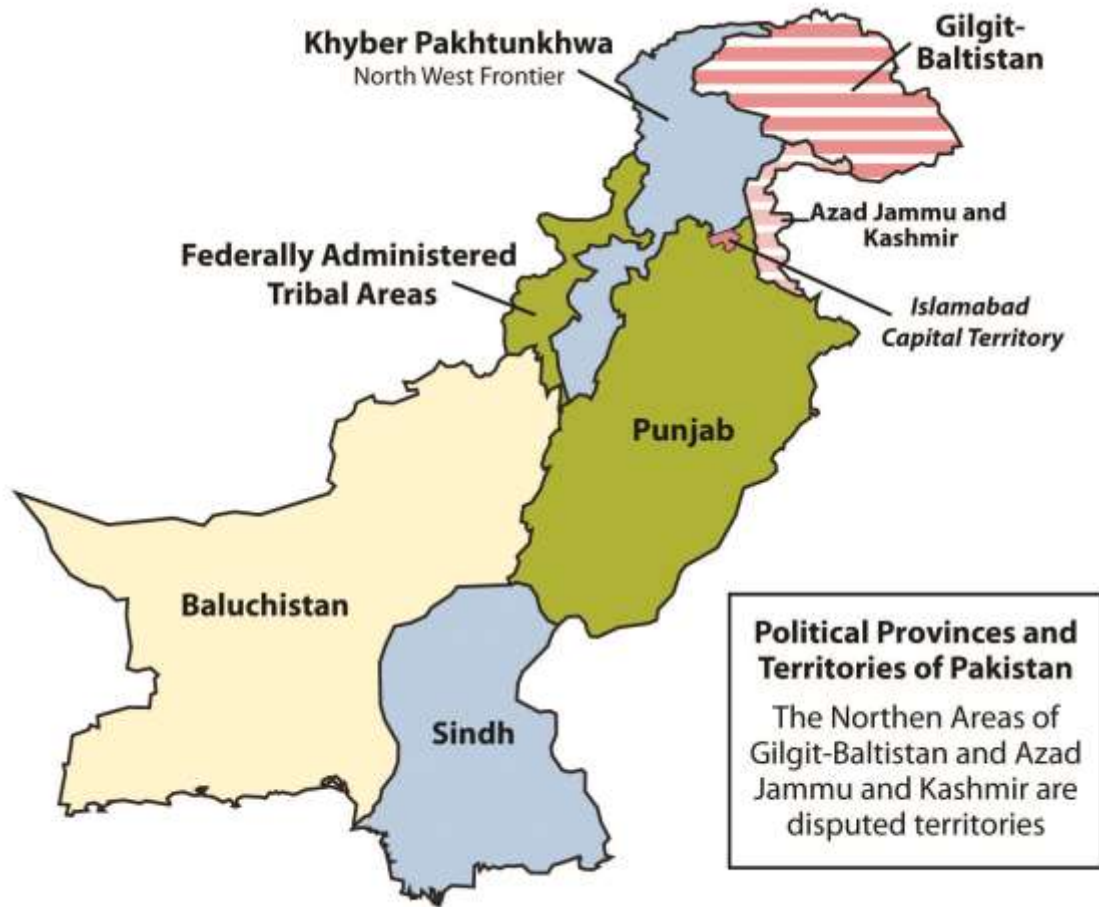 Khyber Pakhtunkhwa
North West Frontier
Gilgit-
Baltistan
Azad Jammu and
Kashmir
Federally Administered
Tribal Areas
Islamabad
Capital Territory
Punjab
Baluchistan
Sindh
Political Provinces and
Territories of Pakistan
The Northen Areas of
Gilgit-Baltistan and Azad
Jammu and Kashmir are
disputed territories